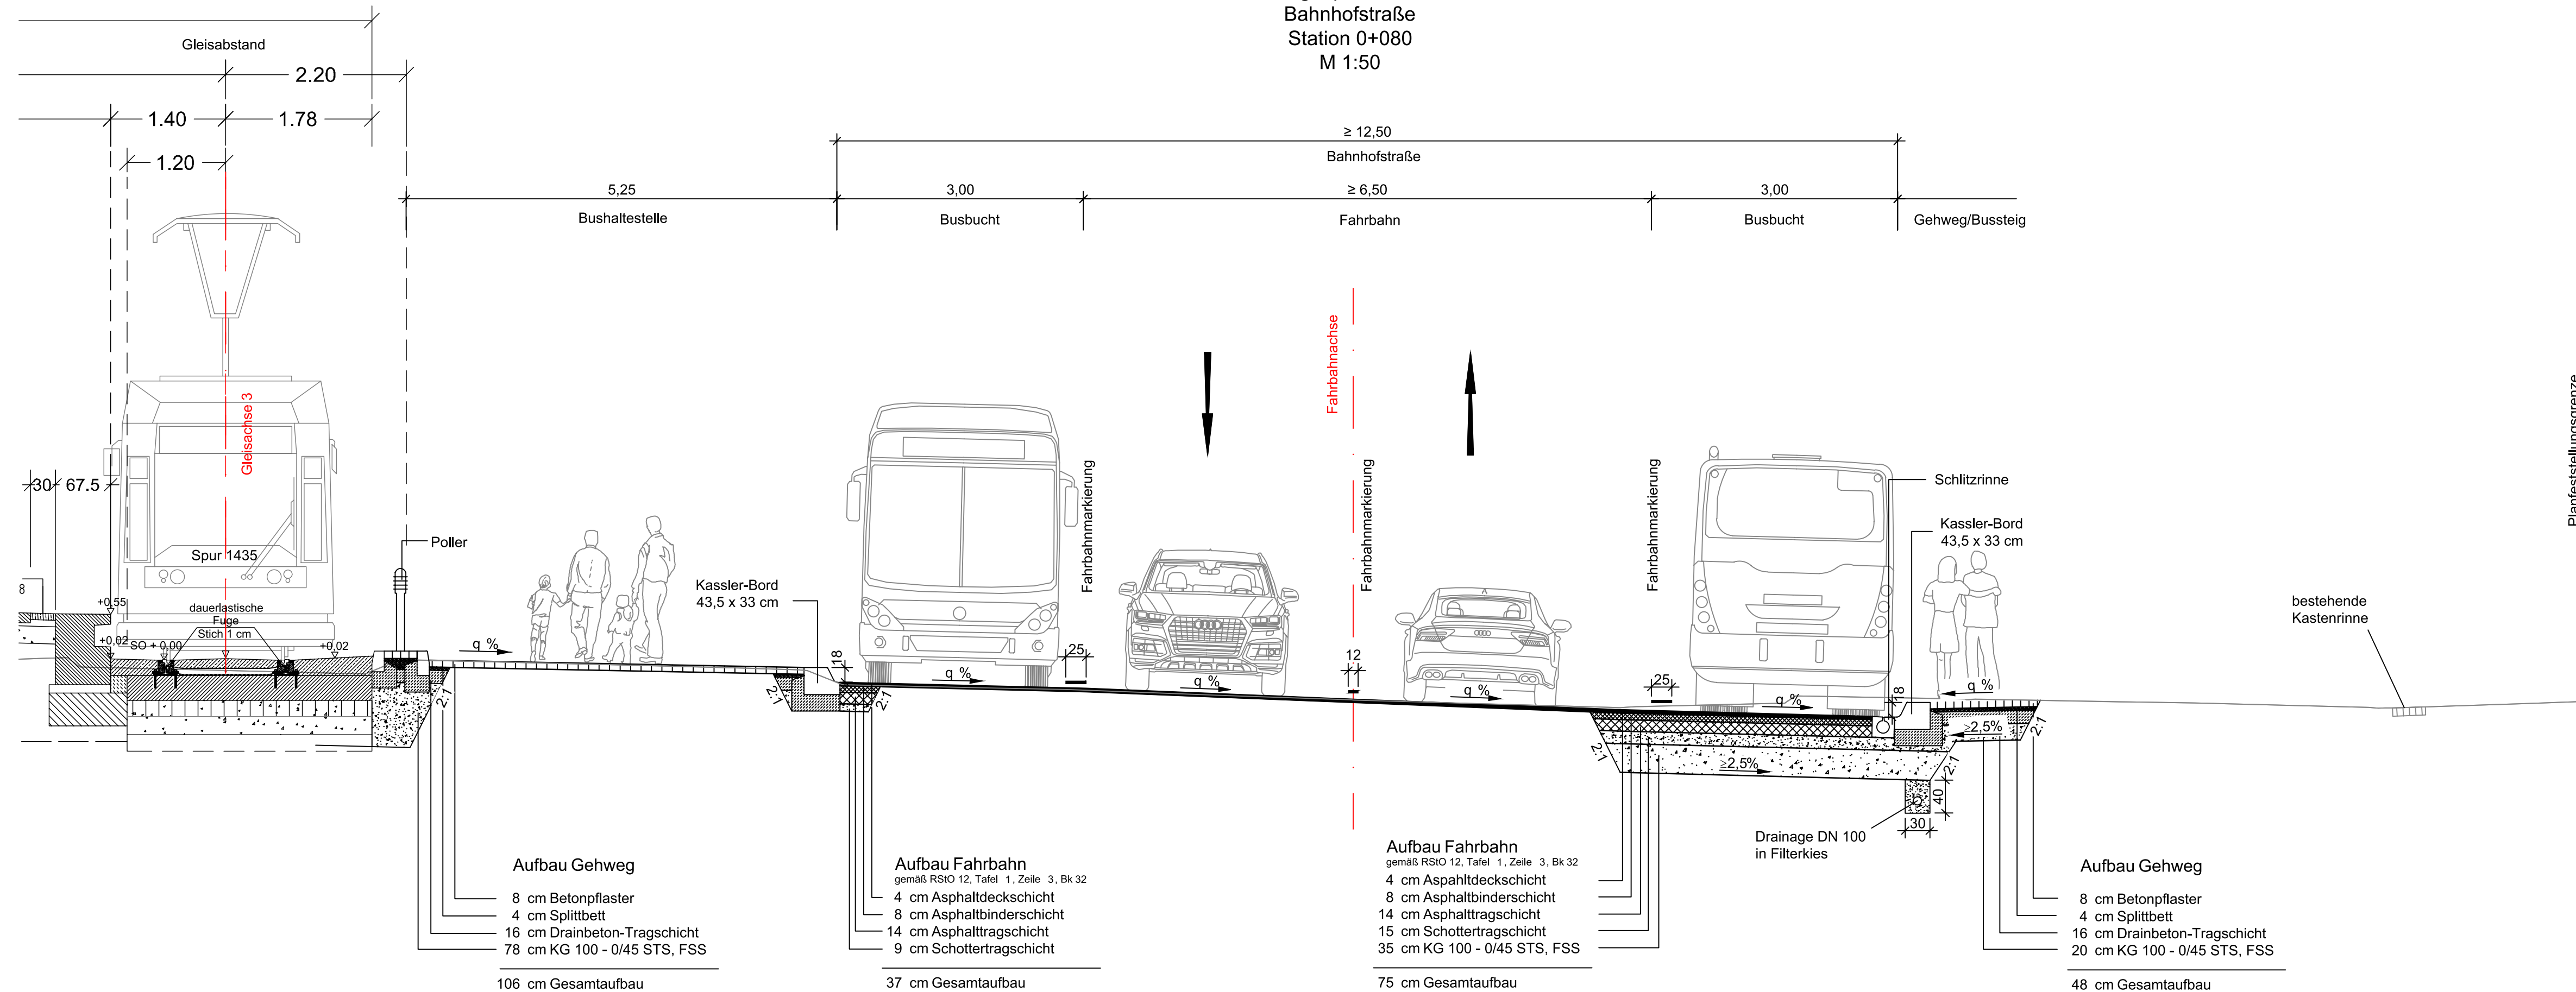 Bahnhofstraße
Station 0+080
M 1:50
Gleisabstand
2.20
1.40
1.78
1.20
≥ 12,50
Bahnhofstraße
5,25
3,00
≥ 6,50
3,00
Bushaltestelle
Busbucht
Fahrbahn
Busbucht
Gehweg/Bussteig
Gleisachse 3
Fahrbahnachse
Planfeststellungsgrenze
Fahrbahnmarkierung
Fahrbahnmarkierung
Fahrbahnmarkierung
30
67.5
8
Spur 1435
dauerlastische
Fuge
Stich 1 cm
+0,55
+0,02
SO + 0,00
+0,02
Poller
Kassler-Bord
43,5 x 33 cm
Schlitzrinne
Kassler-Bord
43,5 x 33 cm
bestehende
Kastenrinne
q %
2:1
2:1
18
2:1
q %
25
q %
12
q %
25
q %
18
q %
2:1
≥2,5%
≥2,5%
2:1
2:1
40
30
Drainage DN 100
in Filterkies
Aufbau Gehweg
8 cm Betonpflaster
4 cm Splittbett
16 cm Drainbeton-Tragschicht
78 cm KG 100 - 0/45 STS, FSS
106 cm Gesamtaufbau
Aufbau Fahrbahn
gemäß RStO 12, Tafel 1, Zeile 3, Bk 32
4 cm Asphaltdeckschicht
8 cm Asphaltbinderschicht
14 cm Asphalttragschicht
9 cm Schottertragschicht
37 cm Gesamtaufbau
Aufbau Fahrbahn
gemäß RStO 12, Tafel 1, Zeile 3, Bk 32
4 cm Aspahltdeckschicht
8 cm Asphaltbinderschicht
14 cm Asphalttragschicht
15 cm Schottertragschicht
35 cm KG 100 - 0/45 STS, FSS
75 cm Gesamtaufbau
Aufbau Gehweg
8 cm Betonpflaster
4 cm Splittbett
16 cm Drainbeton-Tragschicht
20 cm KG 100 - 0/45 STS, FSS
48 cm Gesamtaufbau